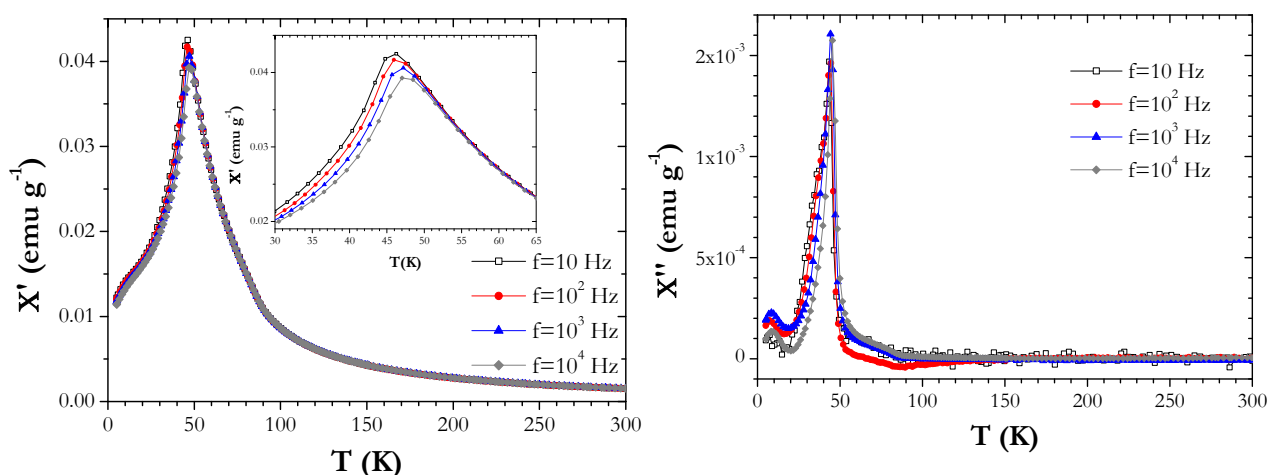 0.04
0.03
0.02
0.01
0.00
0 50 100 150 200 250 300
X' (emu g⁻¹)
T (K)
0.04
0.03
0.02
30 35 40 45 50 55 60 65
X' (emu g⁻¹)
T(K)
f=10 Hz
f=10² Hz
f=10³ Hz
f=10⁴ Hz
2x10⁻³
1x10⁻³
5x10⁻⁴
0
0 50 100 150 200 250 300
X'' (emu g⁻¹)
T (K)
f=10 Hz
f=10² Hz
f=10³ Hz
f=10⁴ Hz